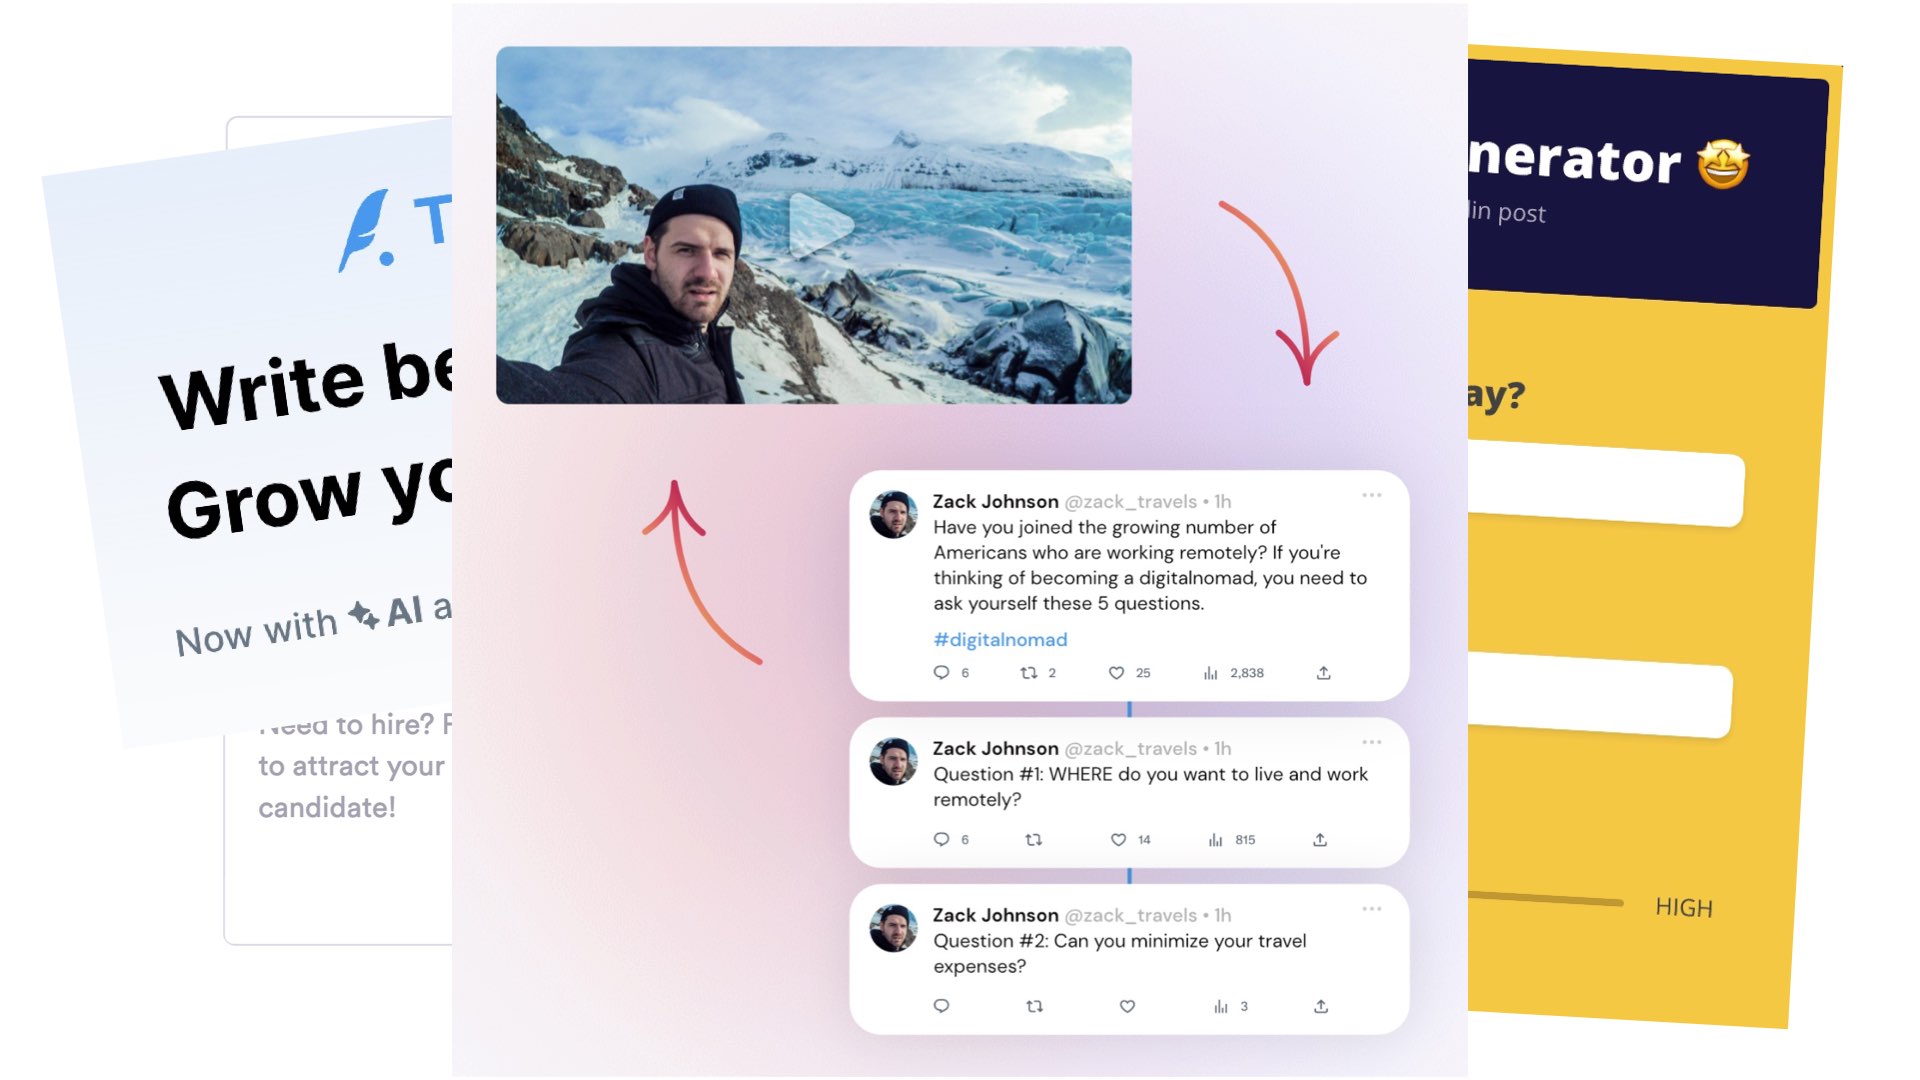 T
Write be
Grow yo
Now with AI a
Need to hire? F
to attract your
candidate!
Zack Johnson @zack_travels • 1h
Have you joined the growing number of
Americans who are working remotely? If you're
thinking of becoming a digitalnomad, you need to
ask yourself these 5 questions.
#digitalnomad
6 2 25 2,838
Zack Johnson @zack_travels • 1h
Question #1: WHERE do you want to live and work
remotely?
6 14 815
Zack Johnson @zack_travels • 1h
Question #2: Can you minimize your travel
expenses?
3
nerator 🤩
lin post
ay?
HIGH